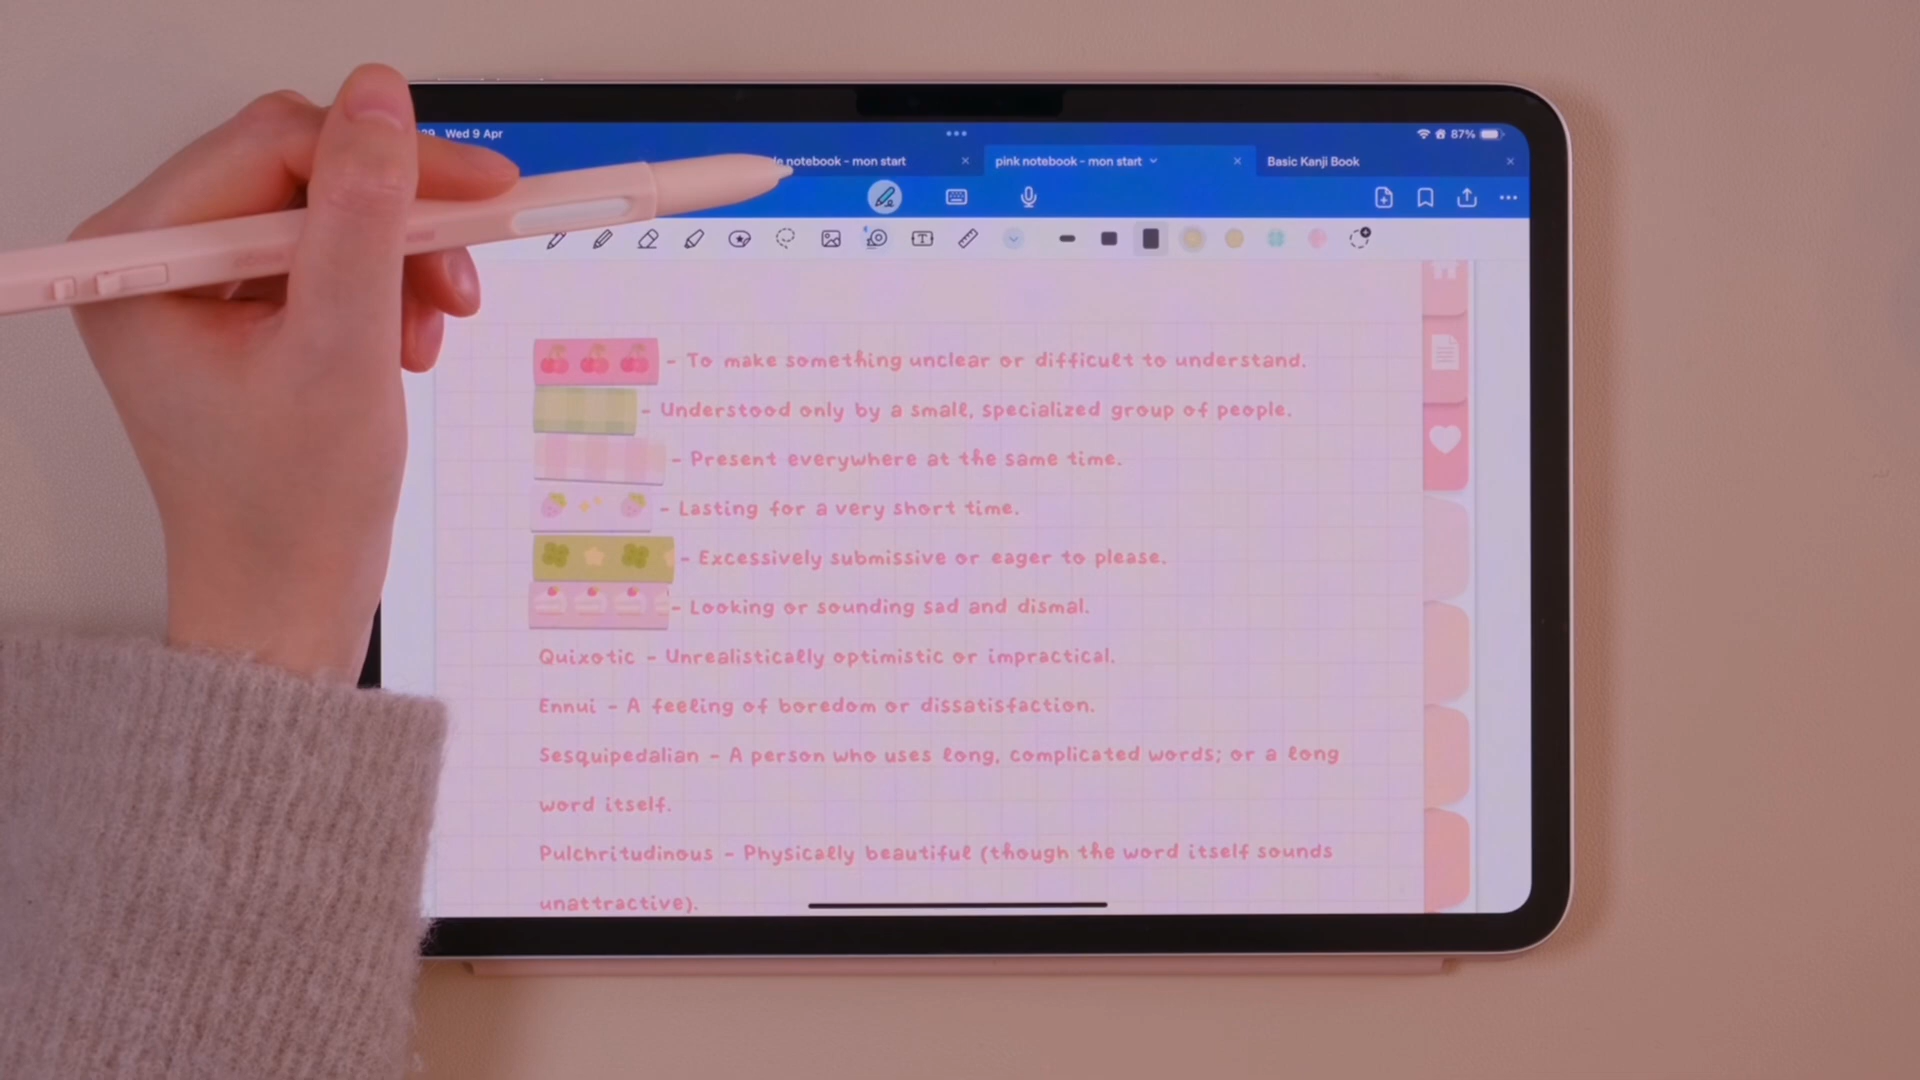 Wed 9 Apr
87%
notebook - mon start
pink notebook - mon start
Basic Kanji Book
- To make something unclear or difficult to understand.
- Understood only by a small, specialized group of people.
- Present everywhere at the same time.
- Lasting for a very short time.
- Excessively submissive or eager to please.
- Looking or sounding sad and dismal.
Quixotic - Unrealistically optimistic or impractical.
Ennui - A feeling of boredom or dissatisfaction.
Sesquipedalian - A person who uses long, complicated words; or a long
word itself.
Pulchritudinous - Physically beautiful (though the word itself sounds
unattractive).